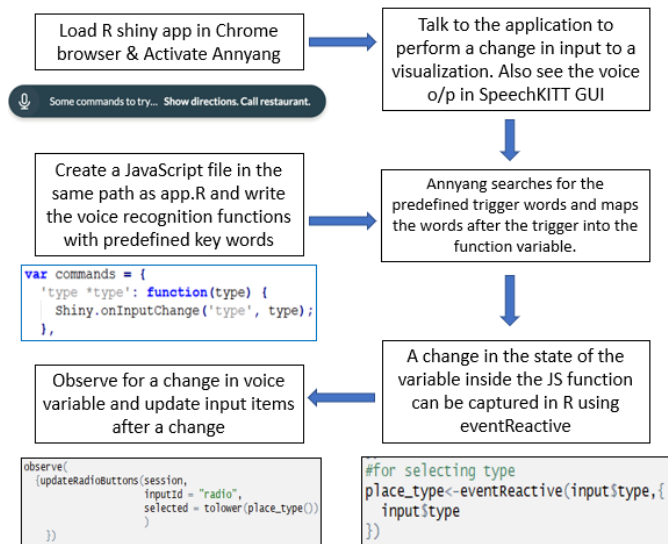 Load R shiny app in Chrome
browser & Activate Annyang
Talk to the application to
perform a change in input to a
visualization. Also see the voice
o/p in SpeechKITT GUI
Some commands to try... Show directions. Call restaurant.
Create a JavaScript file in the
same path as app.R and write
the voice recognition functions
with predefined key words
Annyang searches for the
predefined trigger words and maps
the words after the trigger into the
function variable.
var commands = {
'type *type': function(type) {
Shiny.onInputChange('type', type);
},
Observe for a change in voice
variable and update input items
after a change
A change in the state of the
variable inside the JS function
can be captured in R using
eventReactive
observe(
{updateRadioButtons(session,
inputId = "radio",
selected = tolower(place_type())
)
})
#for selecting type
place_type<-eventReactive(input$type,{
input$type
})